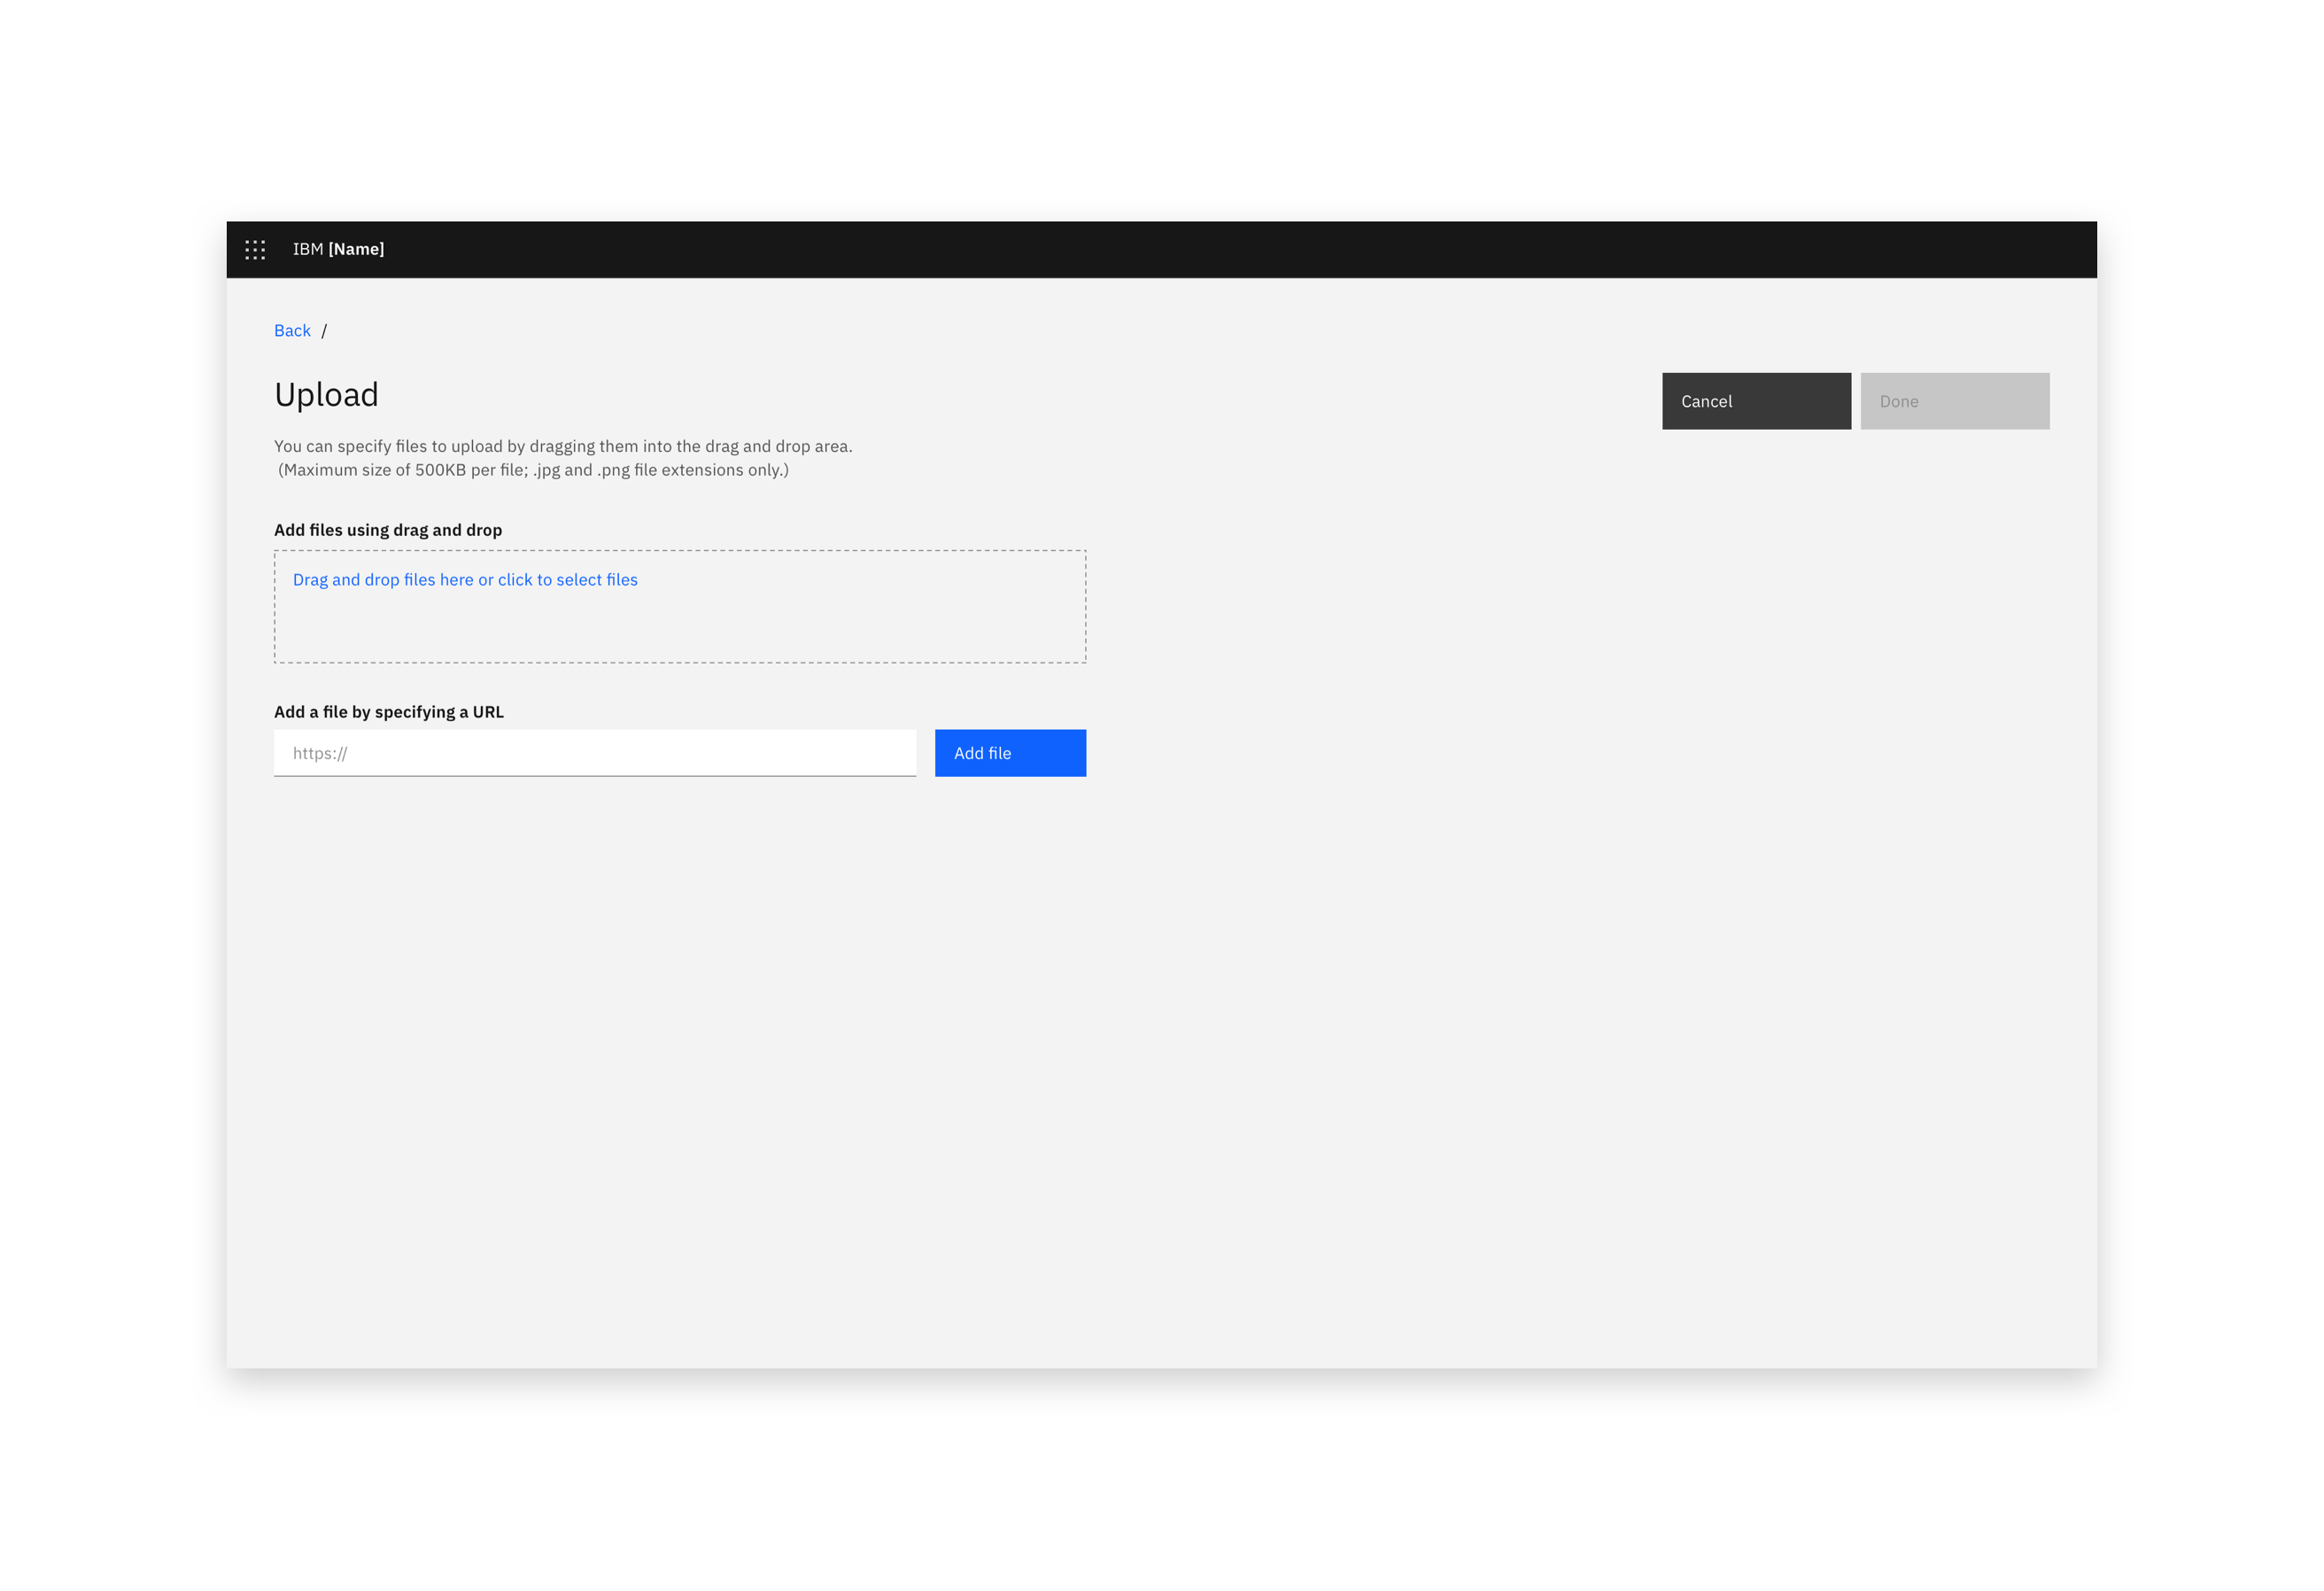 IBM [Name]
Back /
Upload
Cancel
Done
You can specify files to upload by dragging them into the drag and drop area.
(Maximum size of 500KB per file; .jpg and .png file extensions only.)
Add files using drag and drop
Drag and drop files here or click to select files
Add a file by specifying a URL
https://
Add file